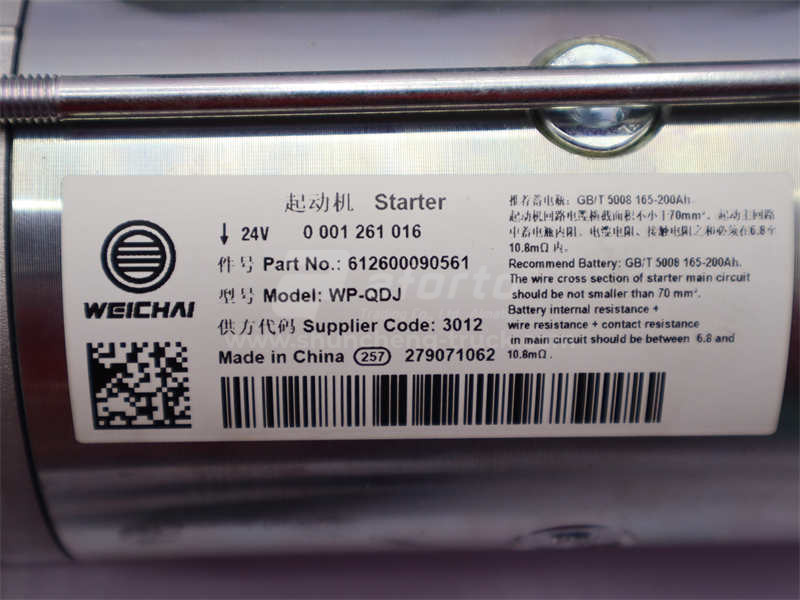 起动机 Starter
24V 0 001 261 016
件号 Part No.: 612600090561
型号 Model: WP-QDJ
供方代码 Supplier Code: 3012
Made in China 257 279071062
WEICHAI
推荐蓄电瓶: GB/T 5008 165-200Ah.
起动机回路电缆横截面积不小于70mm², 起动主回路
中蓄电瓶内阻、电缆电阻、接触电阻之和必须在6.8至
10.8mΩ 内。
Recommend Battery: GB/T 5008 165-200Ah.
The wire cross section of starter main circuit
should be not smaller than 70 mm².
Battery internal resistance +
wire resistance + contact resistance
in main circuit should be between 6.8 and
10.8mΩ .